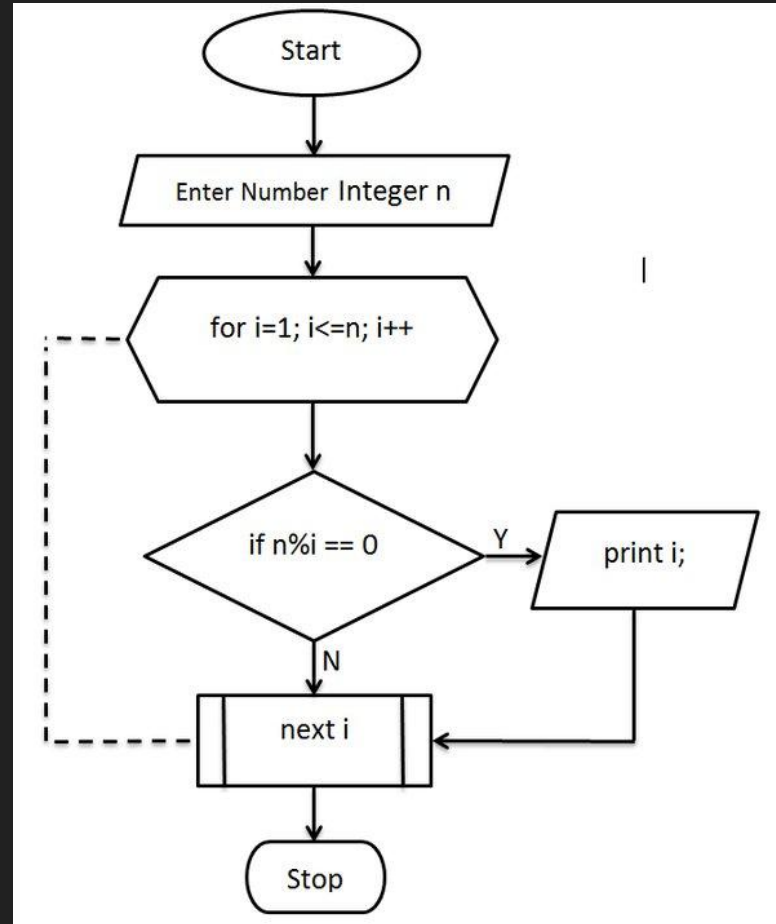 Start
Enter Number Integer n
for i=1; i<=n; i++
if n%i == 0
Y
print i;
N
next i
Stop